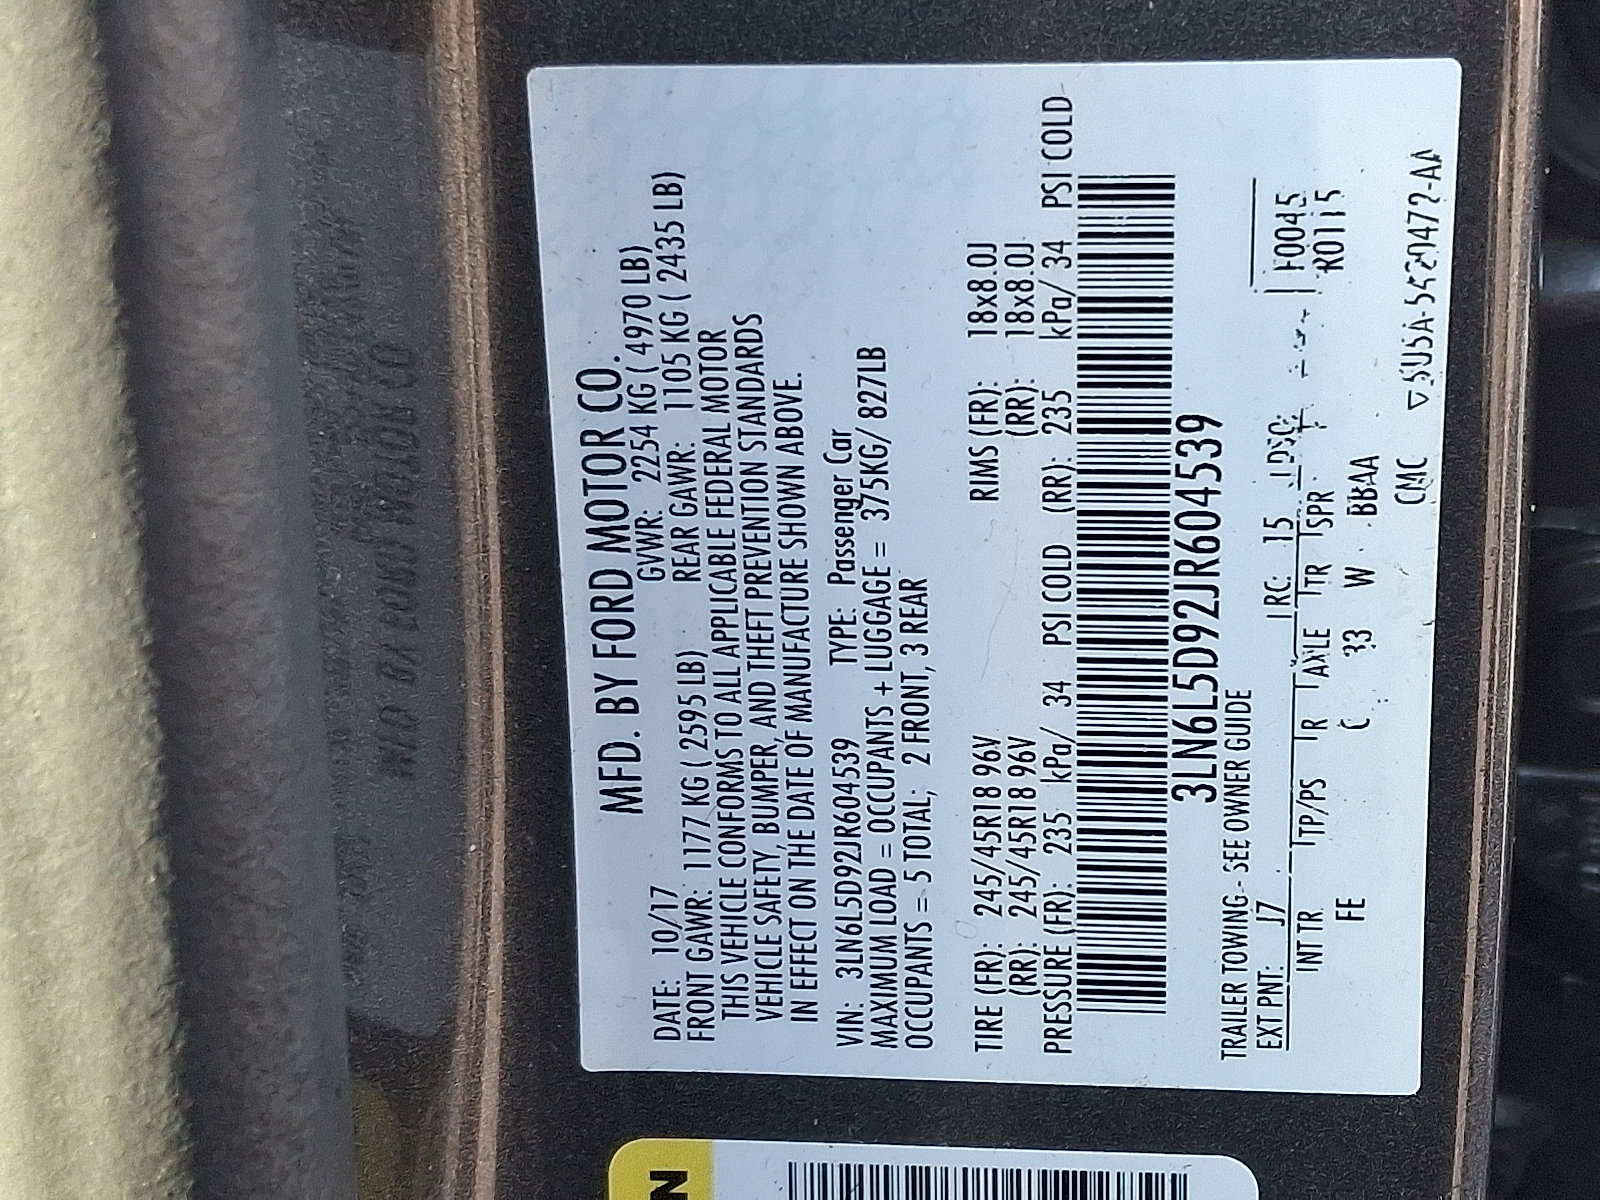 MFD. BY FORD MOTOR CO.
DATE: 10/17 GVWR: 2254 KG ( 4970 LB)
FRONT GAWR: 1177 KG ( 2595 LB) REAR GAWR: 1105 KG ( 2435 LB)
THIS VEHICLE CONFORMS TO ALL APPLICABLE FEDERAL MOTOR
VEHICLE SAFETY, BUMPER, AND THEFT PREVENTION STANDARDS
IN EFFECT ON THE DATE OF MANUFACTURE SHOWN ABOVE.
VIN: 3LN6L5D92JR604539 TYPE: Passenger Car
MAXIMUM LOAD = OCCUPANTS + LUGGAGE = 375KG/ 827LB
OCCUPANTS = 5 TOTAL; 2 FRONT, 3 REAR
TIRE (FR): 245/45R18 96V RIMS (FR): 18x8.0J
(RR): 245/45R18 96V (RR): 18x8.0J
PRESSURE (FR): 235 kPa/ 34 PSI COLD (RR): 235 kPa/ 34 PSI COLD
3LN6L5D92JR604539
TRAILER TOWING - SEE OWNER GUIDE
EXT PNT: J7 RC: 15 DSO: F0045
INT TR TP/PS R AXLE TR SPR R0115
FE C 33 W BBAA
CMC
N